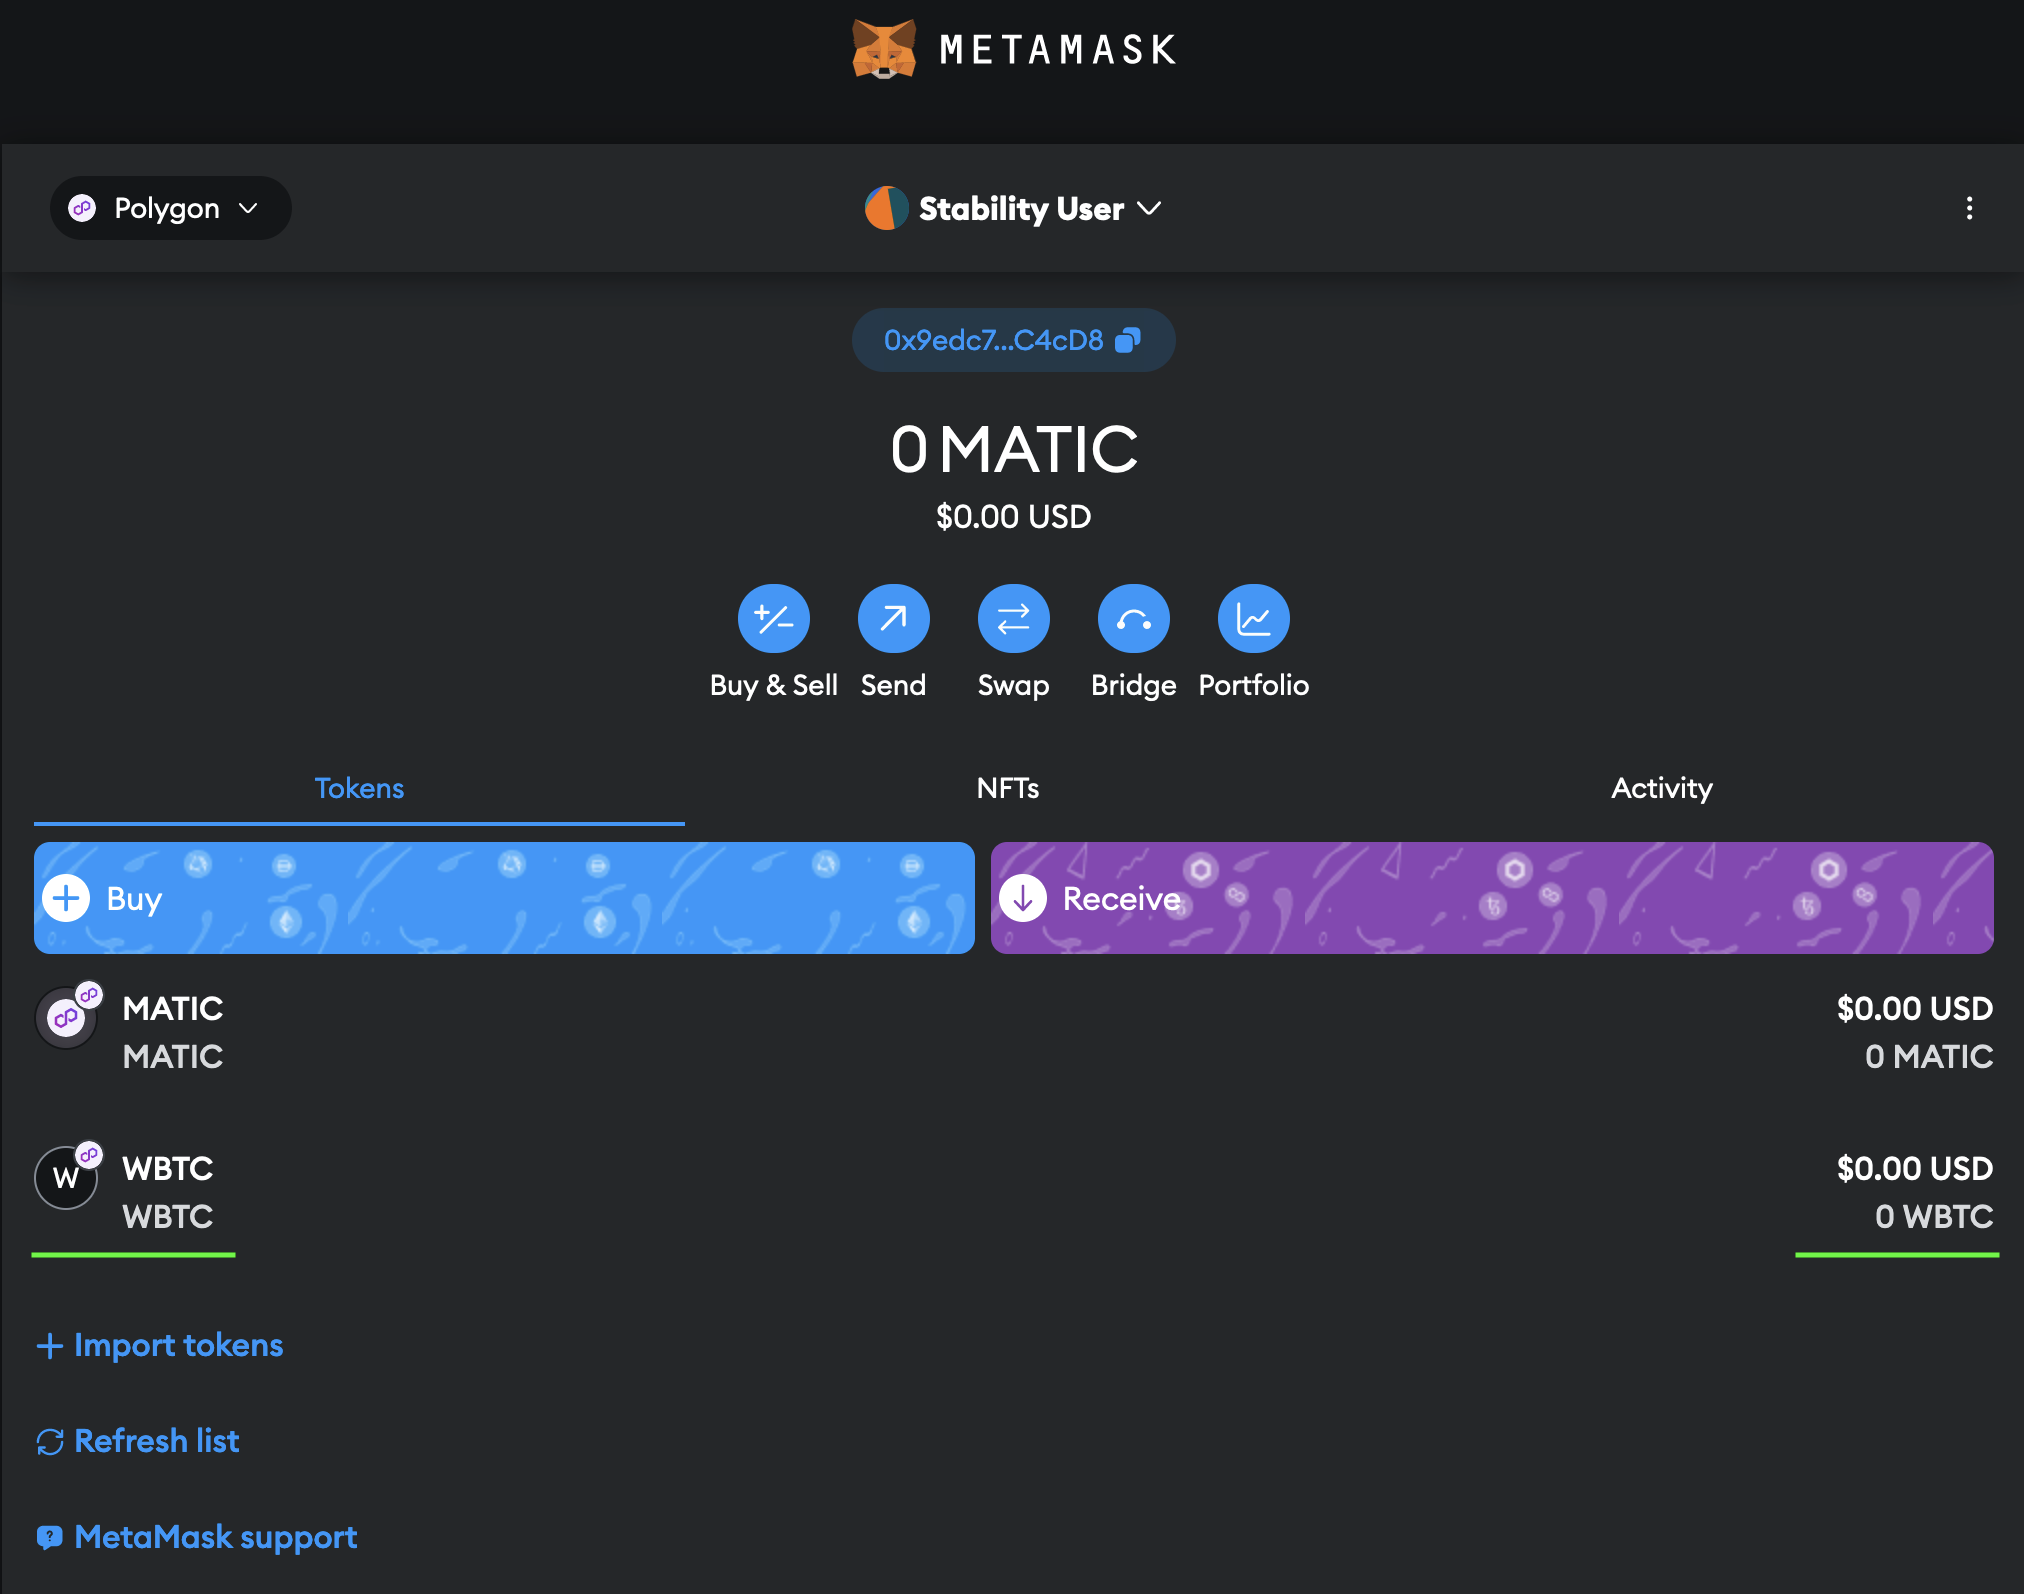 METAMASK
Polygon
Stability User
0x9edc7...C4cD8
0 MATIC
$0.00 USD
Buy & Sell
Send
Swap
Bridge
Portfolio
Tokens
NFTs
Activity
Buy
Receive
MATIC
$0.00 USD
MATIC
0 MATIC
W
WBTC
$0.00 USD
WBTC
0 WBTC
Import tokens
Refresh list
MetaMask support